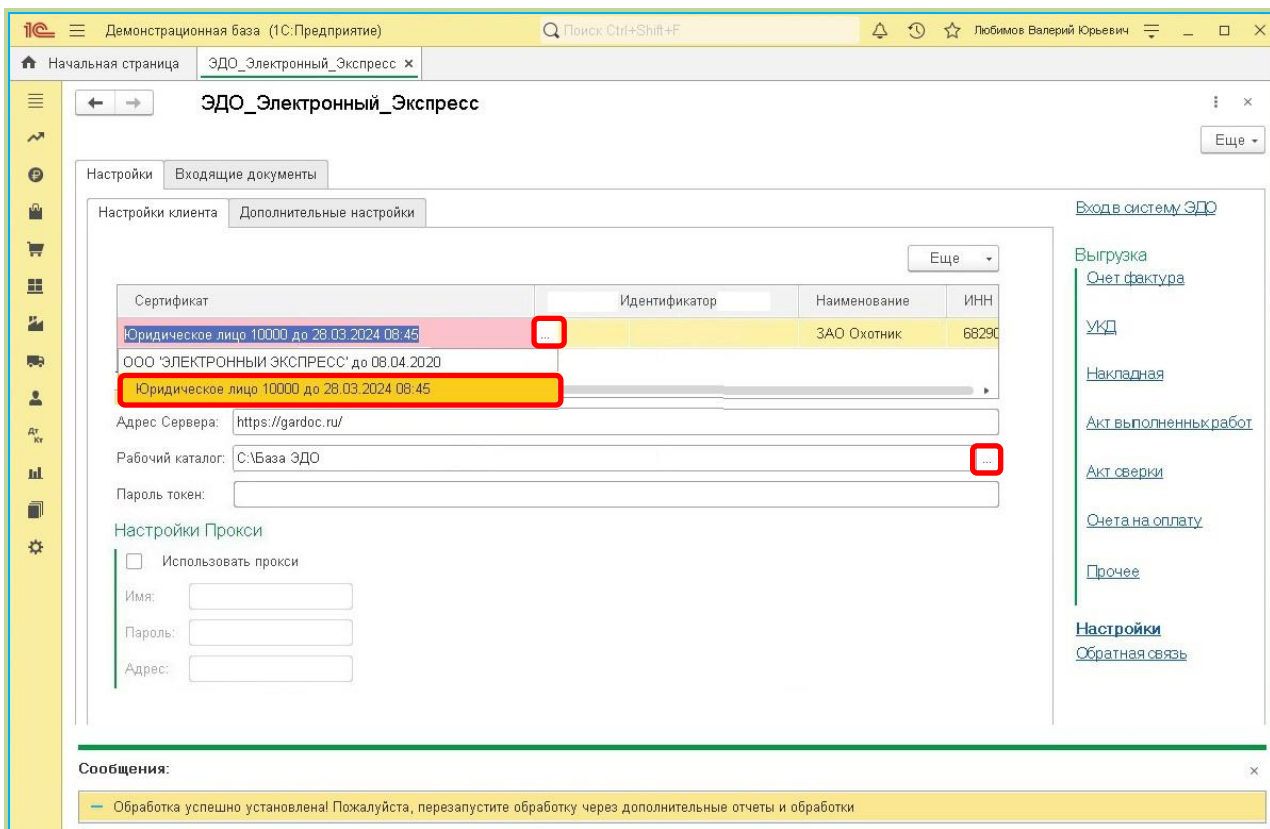 1С Демонстрационная база (1С:Предприятие) Поиск Ctrl+Shift+F Любимов Валерий Юрьевич
Начальная страница ЭДО_Электронный_Экспресс ×
ЭДО_Электронный_Экспресс
Еще
Настройки Входящие документы
Настройки клиента Дополнительные настройки
Вход в систему ЭДО
Еще
Выгрузка
Счет фактура
Сертификат Идентификатор Наименование ИНН
Юридическое лицо 10000 до 28.03.2024 08:45 ... ЗАО Охотник 68290
УКД
ООО 'ЭЛЕКТРОННЫЙ ЭКСПРЕСС' до 08.04.2020
Юридическое лицо 10000 до 28.03.2024 08:45
Накладная
Адрес Сервера: https://gardoc.ru/
Акт выполненных работ
Рабочий каталог: C:\База ЭДО ...
Акт сверки
Пароль токен:
Счета на оплату
Настройки Прокси
Использовать прокси
Прочее
Имя:
Пароль:
Настройки
Обратная связь
Адрес:
Сообщения:
Обработка успешно установлена! Пожалуйста, перезапустите обработку через дополнительные отчеты и обработки
Дт
Кт